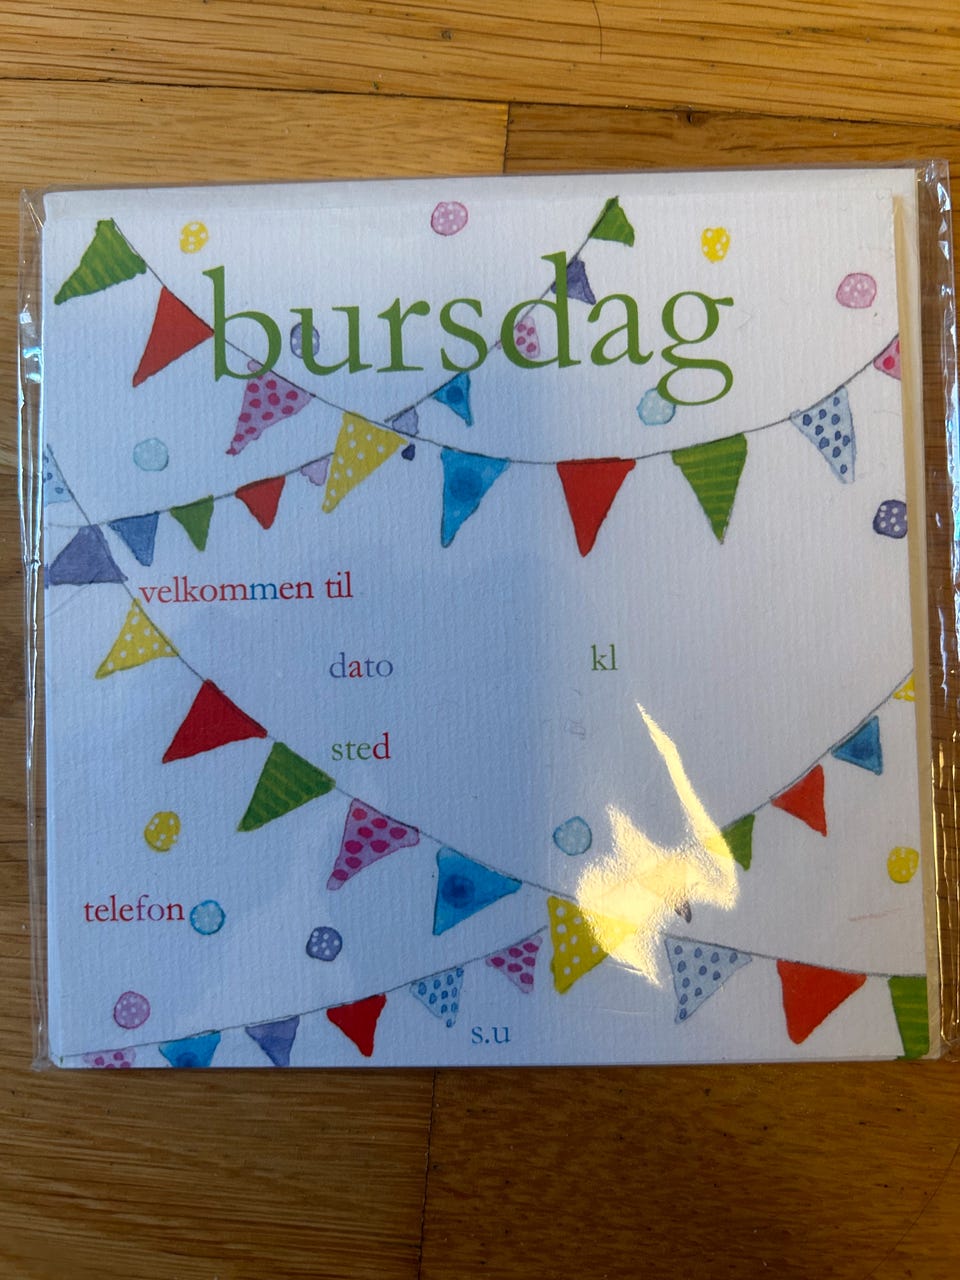 bursdag
velkommen til
dato kl
sted
telefon
s.u